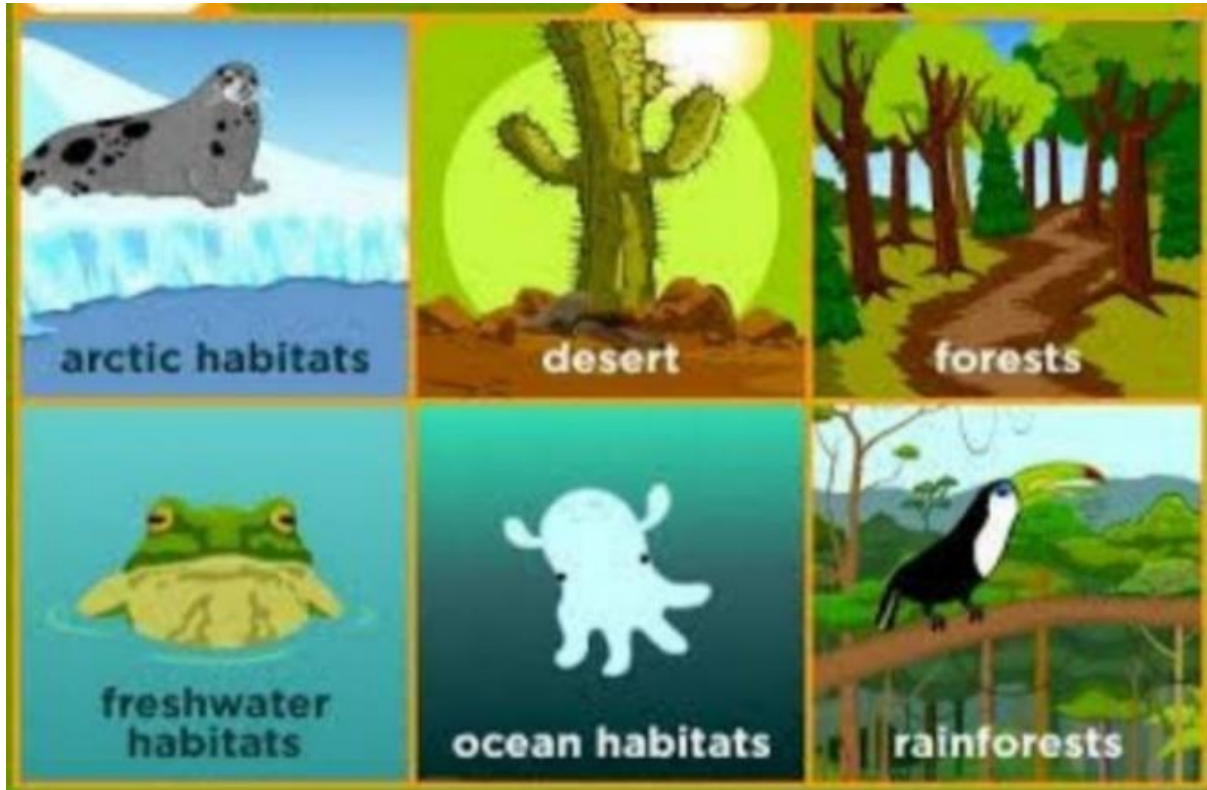 arctic habitats
desert
forests
freshwater
habitats
ocean habitats
rainforests